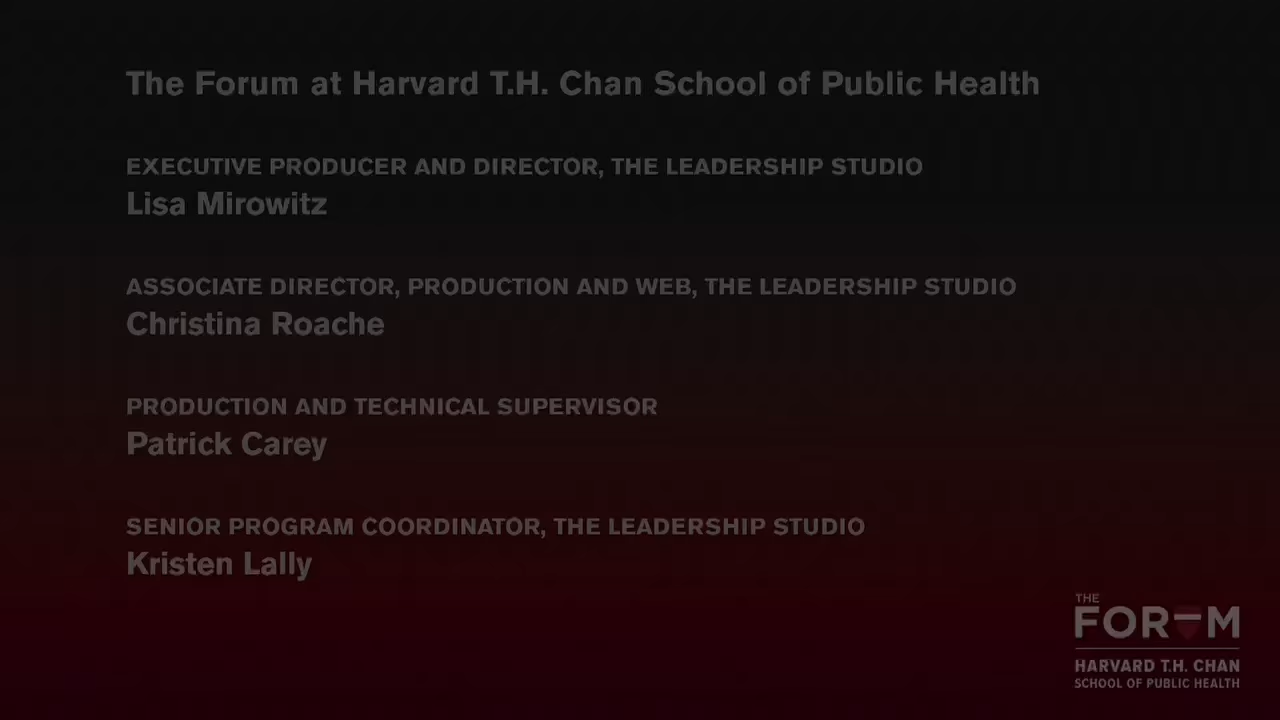 The Forum at Harvard T.H. Chan School of Public Health
EXECUTIVE PRODUCER AND DIRECTOR, THE LEADERSHIP STUDIO
Lisa Mirowitz
ASSOCIATE DIRECTOR, PRODUCTION AND WEB, THE LEADERSHIP STUDIO
Christina Roache
PRODUCTION AND TECHNICAL SUPERVISOR
Patrick Carey
SENIOR PROGRAM COORDINATOR, THE LEADERSHIP STUDIO
Kristen Lally
THE
FORUM
HARVARD T.H. CHAN
SCHOOL OF PUBLIC HEALTH